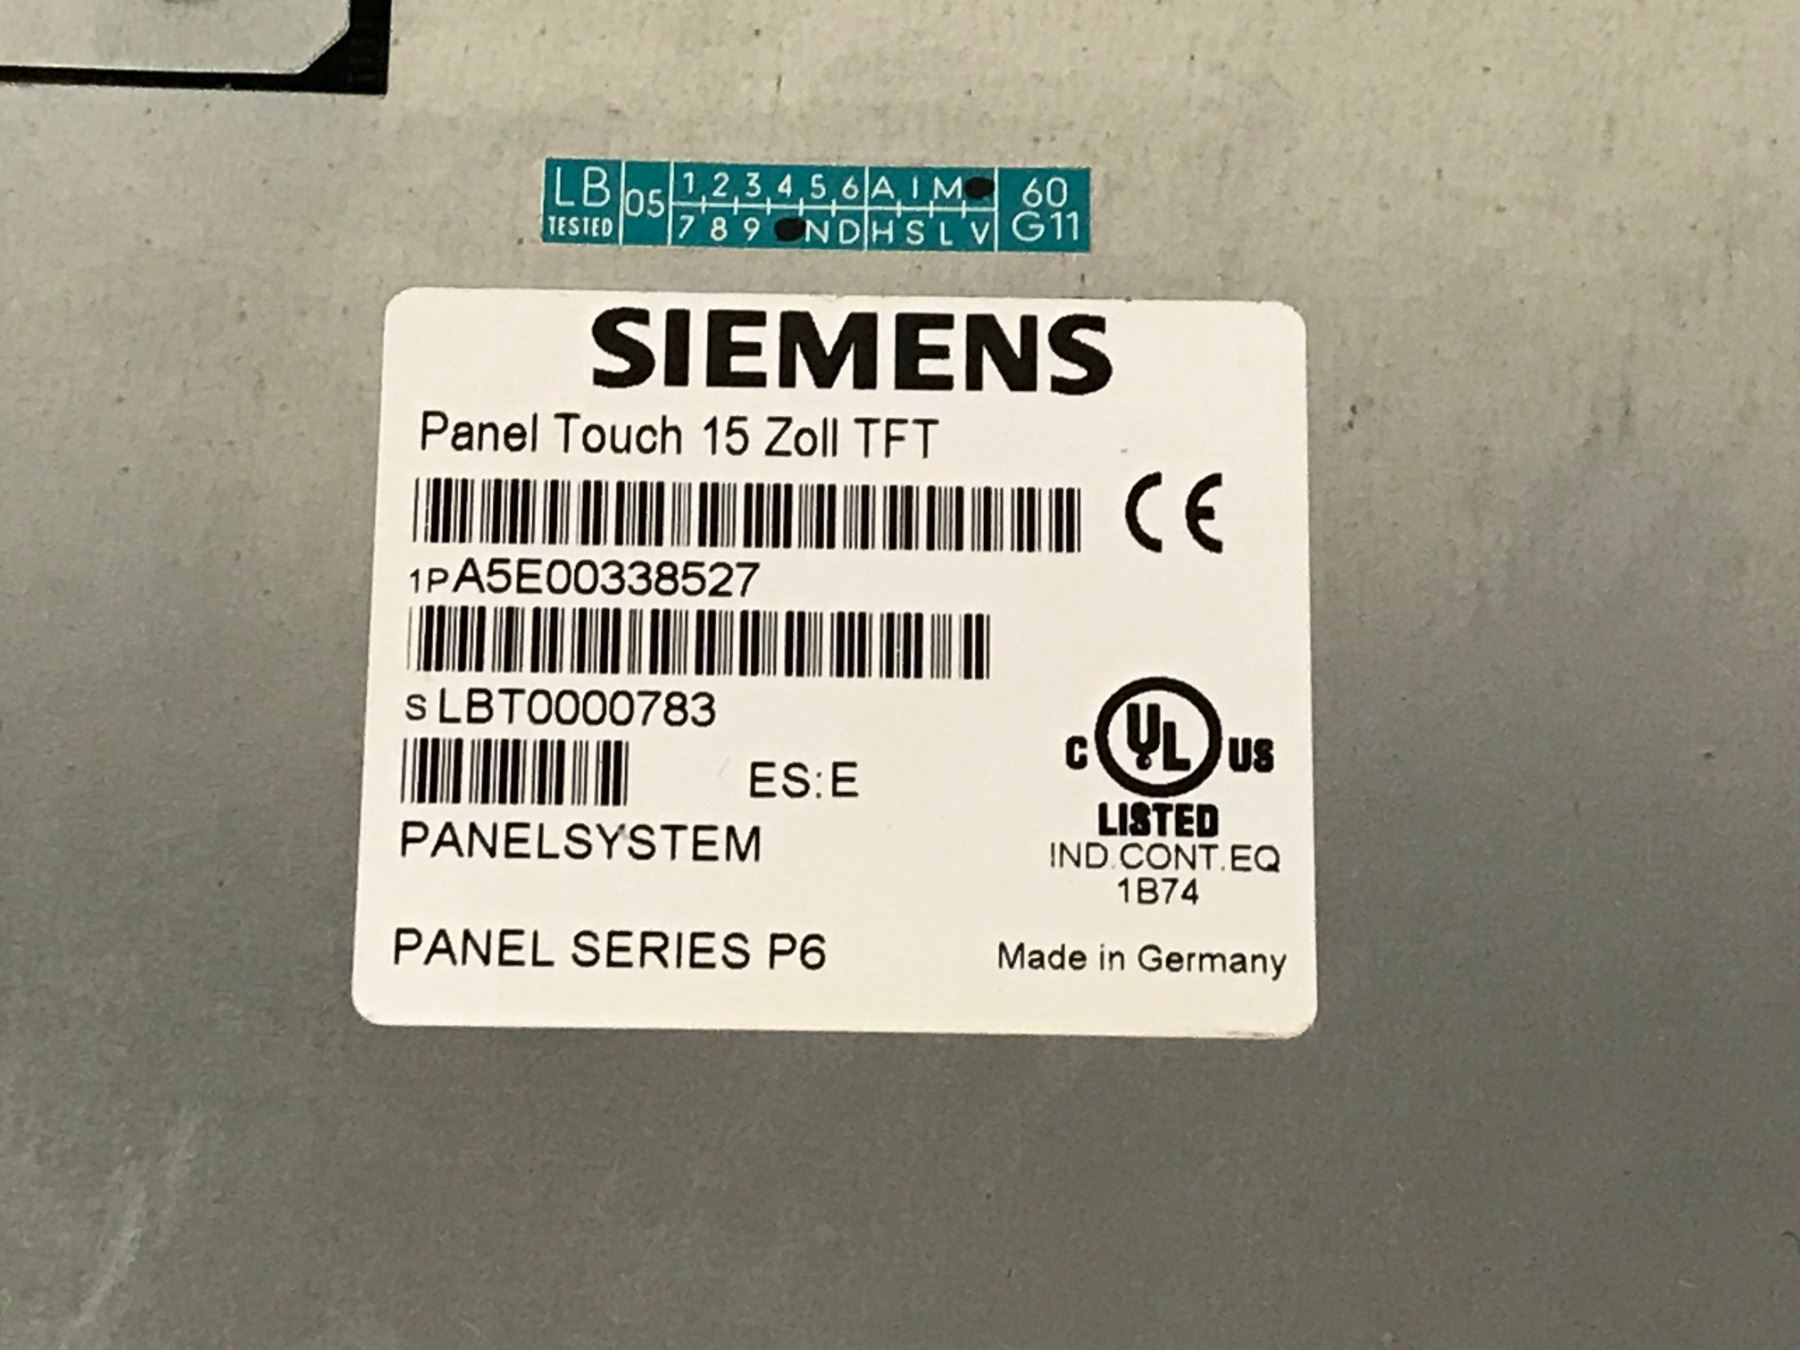 LB 05 1 2 3 4 5 6 A I M 60
TESTED 7 8 9 N D H S L V G11
SIEMENS
Panel Touch 15 Zoll TFT
CE
1P A5E00338527
S LBT0000783
ES:E
C UL US
LISTED
PANELSYSTEM
IND.CONT.EQ
1B74
PANEL SERIES P6
Made in Germany